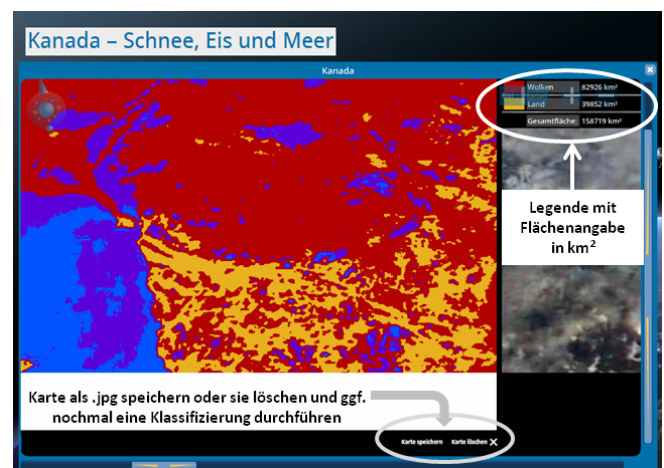 Kanada – Schnee, Eis und Meer
Kanada
Wolken 82926 km²
Land 39852 km²
Gesamtfläche: 158719 km²
Legende mit
Flächenangabe
in km²
Karte als .jpg speichern oder sie löschen und ggf.
nochmal eine Klassifizierung durchführen
Karte speichern Karte löschen